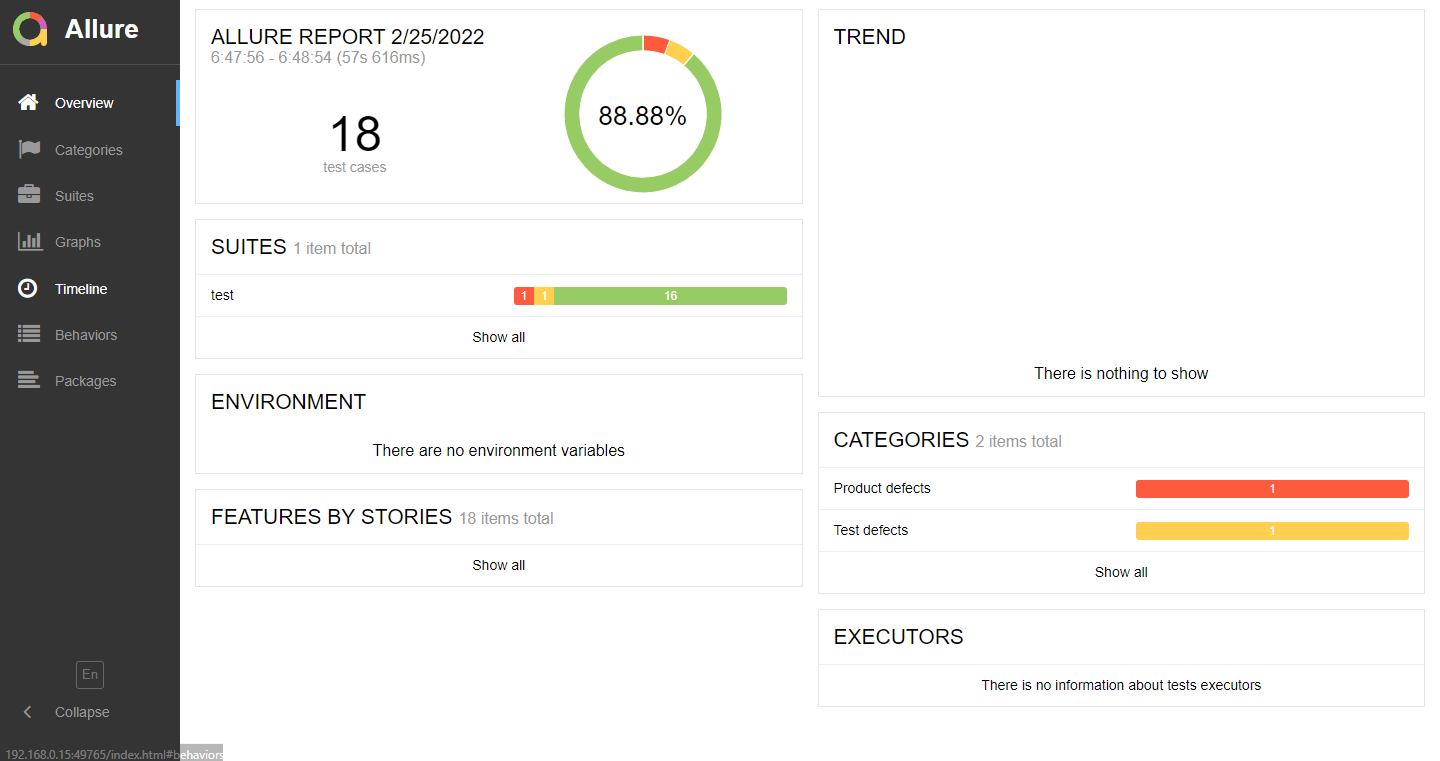 Allure
Overview
Categories
Suites
Graphs
Timeline
Behaviors
Packages
En
Collapse
192.168.0.15:49765/index.html#behaviors
ALLURE REPORT 2/25/2022
6:47:56 - 6:48:54 (57s 616ms)
18
test cases
88.88%
SUITES 1 item total
test 1 1 16
Show all
ENVIRONMENT
There are no environment variables
FEATURES BY STORIES 18 items total
Show all
TREND
There is nothing to show
CATEGORIES 2 items total
Product defects 1
Test defects 1
Show all
EXECUTORS
There is no information about tests executors